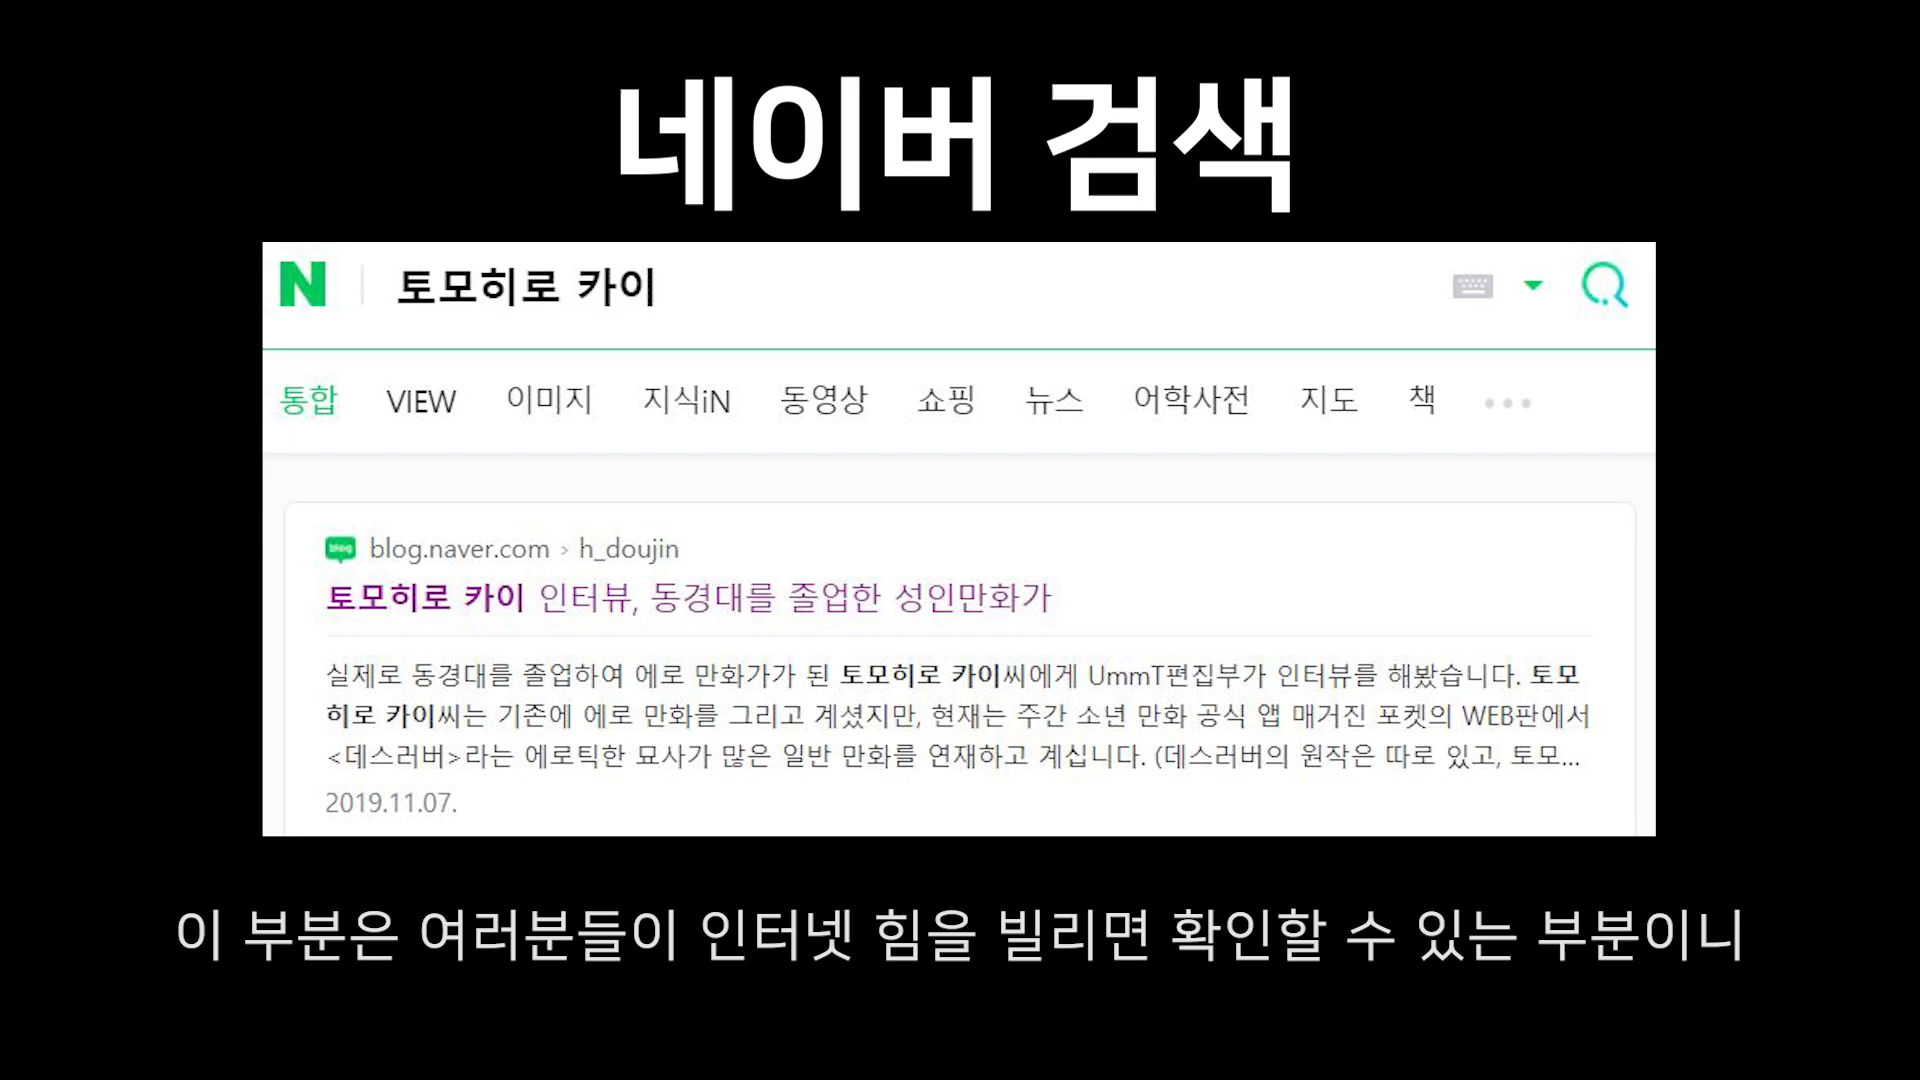 네이버 검색
N 토모히로 카이
통합 VIEW 이미지 지식iN 동영상 쇼핑 뉴스 어학사전 지도 책
blog blog.naver.com › h_doujin
토모히로 카이 인터뷰, 동경대를 졸업한 성인만화가
실제로 동경대를 졸업하여 에로 만화가가 된 토모히로 카이씨에게 UmmT편집부가 인터뷰를 해봤습니다. 토모
히로 카이씨는 기존에 에로 만화를 그리고 계셨지만, 현재는 주간 소년 만화 공식 앱 매거진 포켓의 WEB판에서
<데스러버>라는 에로틱한 묘사가 많은 일반 만화를 연재하고 계십니다. (데스러버의 원작은 따로 있고, 토모...
2019.11.07.
이 부분은 여러분들이 인터넷 힘을 빌리면 확인할 수 있는 부분이니